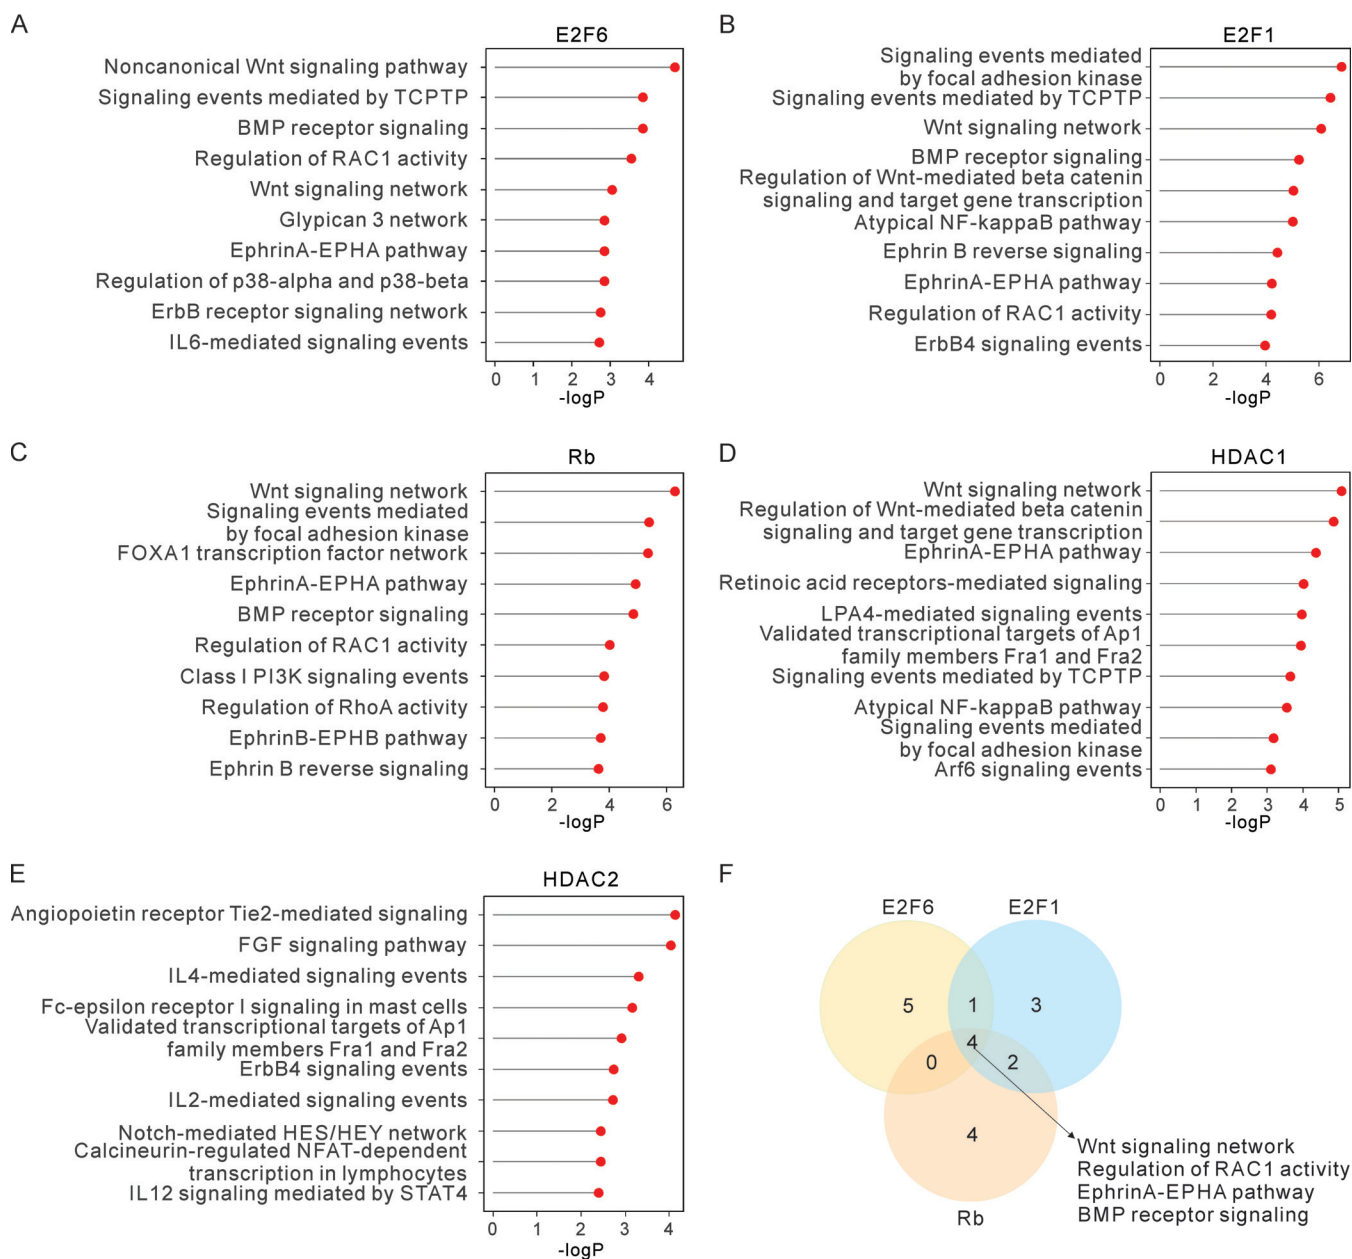 A
E2F6
Noncanonical Wnt signaling pathway
Signaling events mediated by TCPTP
BMP receptor signaling
Regulation of RAC1 activity
Wnt signaling network
Glypican 3 network
EphrinA-EPHA pathway
Regulation of p38-alpha and p38-beta
ErbB receptor signaling network
IL6-mediated signaling events
0 1 2 3 4
-logP
B
E2F1
Signaling events mediated
by focal adhesion kinase
Signaling events mediated by TCPTP
Wnt signaling network
BMP receptor signaling
Regulation of Wnt-mediated beta catenin
signaling and target gene transcription
Atypical NF-kappaB pathway
Ephrin B reverse signaling
EphrinA-EPHA pathway
Regulation of RAC1 activity
ErbB4 signaling events
0 2 4 6
-logP
C
Rb
Wnt signaling network
Signaling events mediated
by focal adhesion kinase
FOXA1 transcription factor network
EphrinA-EPHA pathway
BMP receptor signaling
Regulation of RAC1 activity
Class I PI3K signaling events
Regulation of RhoA activity
EphrinB-EPHB pathway
Ephrin B reverse signaling
0 2 4 6
-logP
D
HDAC1
Wnt signaling network
Regulation of Wnt-mediated beta catenin
signaling and target gene transcription
EphrinA-EPHA pathway
Retinoic acid receptors-mediated signaling
LPA4-mediated signaling events
Validated transcriptional targets of Ap1
family members Fra1 and Fra2
Signaling events mediated by TCPTP
Atypical NF-kappaB pathway
Signaling events mediated
by focal adhesion kinase
Arf6 signaling events
0 1 2 3 4 5
-logP
E
HDAC2
Angiopoietin receptor Tie2-mediated signaling
FGF signaling pathway
IL4-mediated signaling events
Fc-epsilon receptor I signaling in mast cells
Validated transcriptional targets of Ap1
family members Fra1 and Fra2
ErbB4 signaling events
IL2-mediated signaling events
Notch-mediated HES/HEY network
Calcineurin-regulated NFAT-dependent
transcription in lymphocytes
IL12 signaling mediated by STAT4
0 1 2 3 4
-logP
F
E2F6 E2F1
5 1 3
4
0 2
4
Rb
Wnt signaling network
Regulation of RAC1 activity
EphrinA-EPHA pathway
BMP receptor signaling